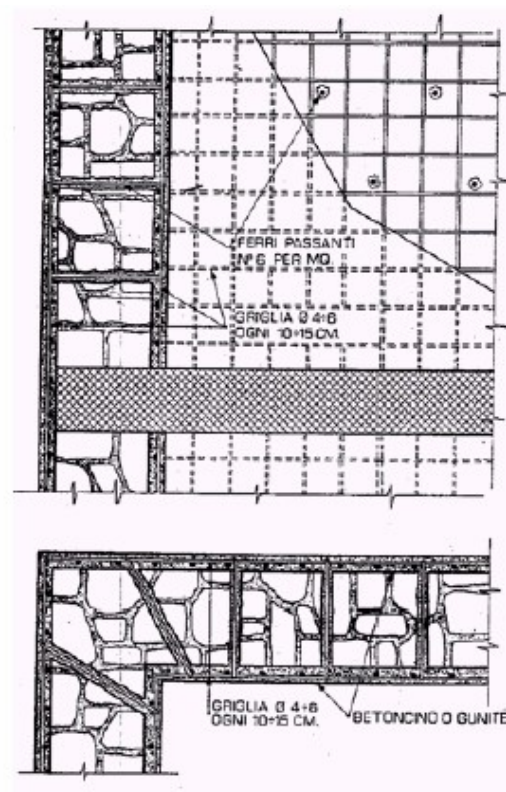 FERRI PASSANTI
N° 6 PER MQ.
GRIGLIA Ø 4÷6
OGNI 10÷15 CM.
GRIGLIA Ø 4÷6
OGNI 10÷15 CM.
BETONCINO O GUNITE